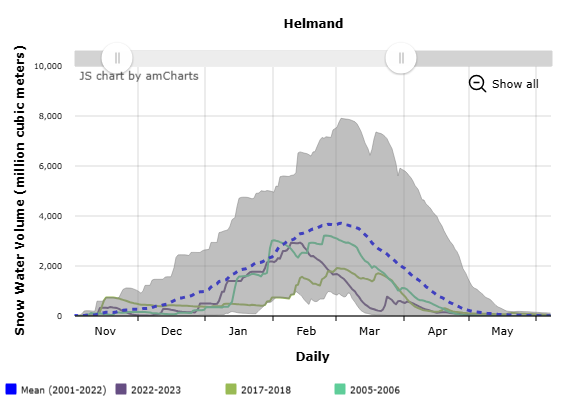 Helmand
JS chart by amCharts
Show all
Snow Water Volume (million cubic meters)
10,000
8,000
6,000
4,000
2,000
0
Nov Dec Jan Feb Mar Apr May
Daily
Mean (2001-2022) 2022-2023 2017-2018 2005-2006